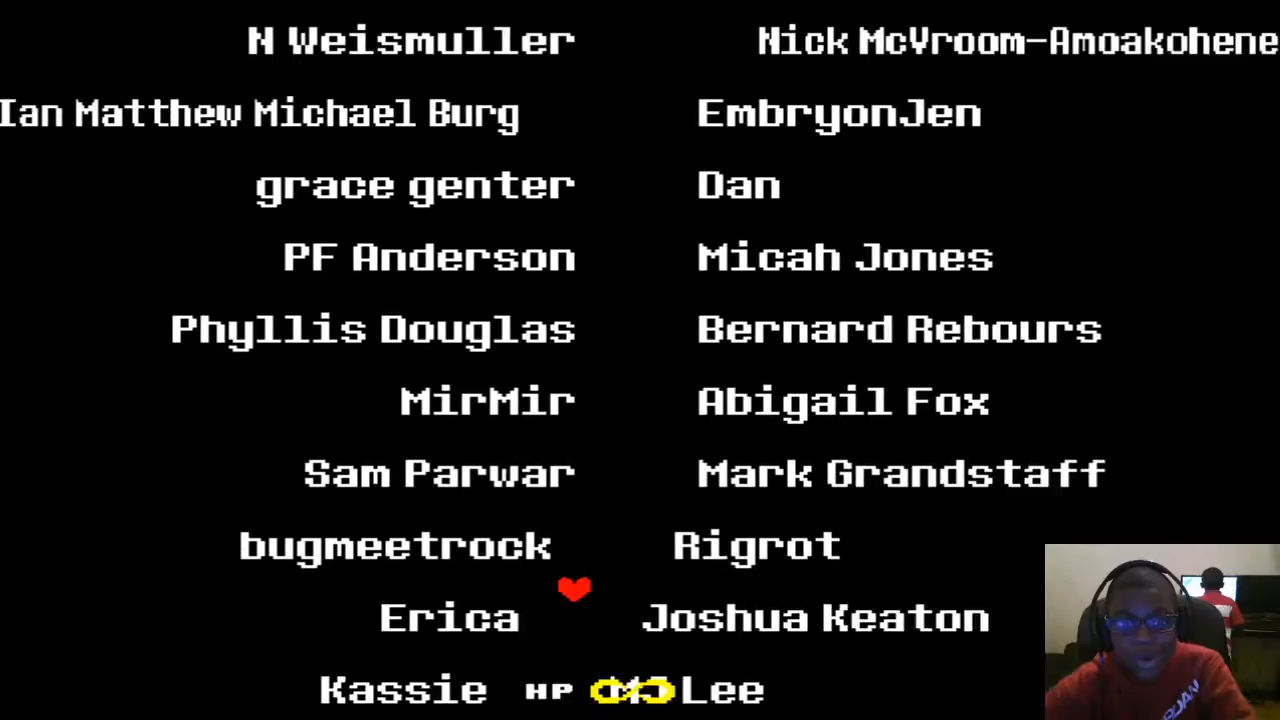 N Weismuller Nick McVroom-Amoakohene
Ian Matthew Michael Burg EmbryonJen
grace genter Dan
PF Anderson Micah Jones
Phyllis Douglas Bernard Rebours
MirMir Abigail Fox
Sam Parwar Mark Grandstaff
bugmeetrock Rigrot
Erica Joshua Keaton
Kassie HP MJ Lee